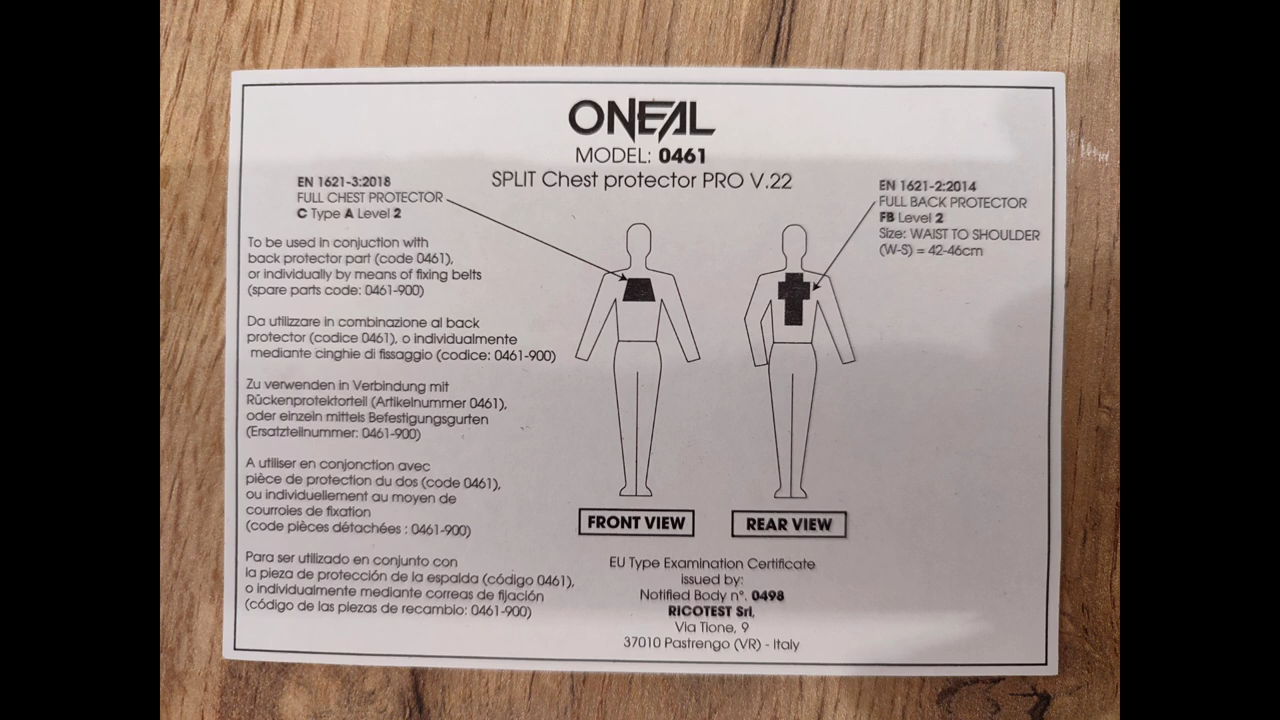 ONEAL
MODEL: 0461
SPLIT Chest protector PRO V.22
EN 1621-3:2018
FULL CHEST PROTECTOR
C Type A Level 2
To be used in conjuction with
back protector part (code 0461),
or individually by means of fixing belts
(spare parts code: 0461-900)
Da utilizzare in combinazione al back
protector (codice 0461), o individualmente
mediante cinghie di fissaggio (codice: 0461-900)
Zu verwenden in Verbindung mit
Rückenprotektorteil (Artikelnummer 0461),
oder einzeln mittels Befestigungsgurten
(Ersatzteilnummer: 0461-900)
A utiliser en conjonction avec
pièce de protection du dos (code 0461),
ou individuellement au moyen de
courroies de fixation
(code pièces détachées : 0461-900)
Para ser utilizado en conjunto con
la pieza de protección de la espalda (código 0461),
o individualmente mediante correas de fijación
(código de las piezas de recambio: 0461-900)
EN 1621-2:2014
FULL BACK PROTECTOR
FB Level 2
Size: WAIST TO SHOULDER
(W-S) = 42-46cm
FRONT VIEW
REAR VIEW
EU Type Examination Certificate
issued by:
Notified Body n°. 0498
RICOTEST Srl,
Via Tione, 9
37010 Pastrengo (VR) - Italy